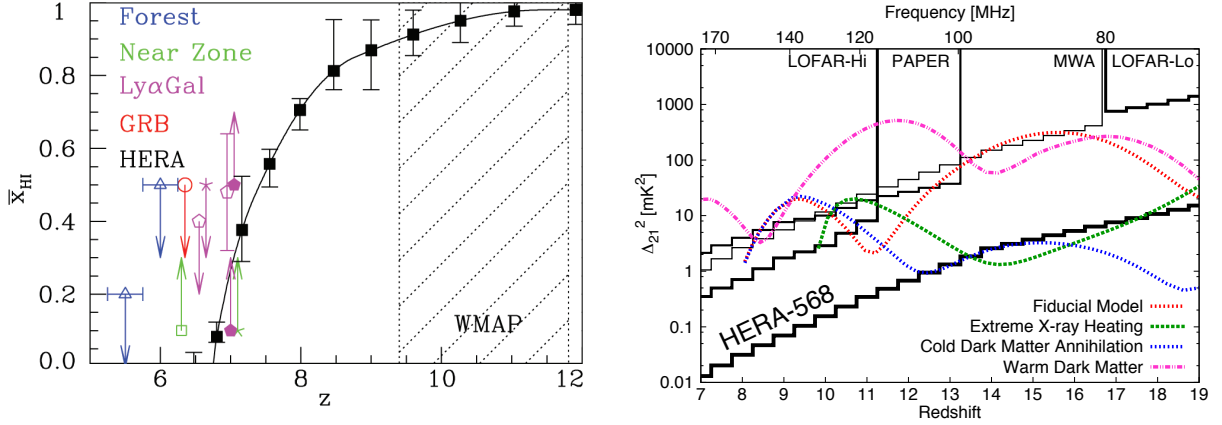 1
0.8
0.6
0.4
0.2
0.0
x̄HI
Forest
Near Zone
LyαGal
GRB
HERA
WMAP
6
8
10
12
z
Frequency [MHz]
170
140
120
100
80
LOFAR-Hi
PAPER
MWA
LOFAR-Lo
10000
1000
100
10
1
0.1
0.01
Δ21² [mK²]
HERA-568
Fiducial Model
Extreme X-ray Heating
Cold Dark Matter Annihilation
Warm Dark Matter
7 8 9 10 11 12 13 14 15 16 17 18 19
Redshift